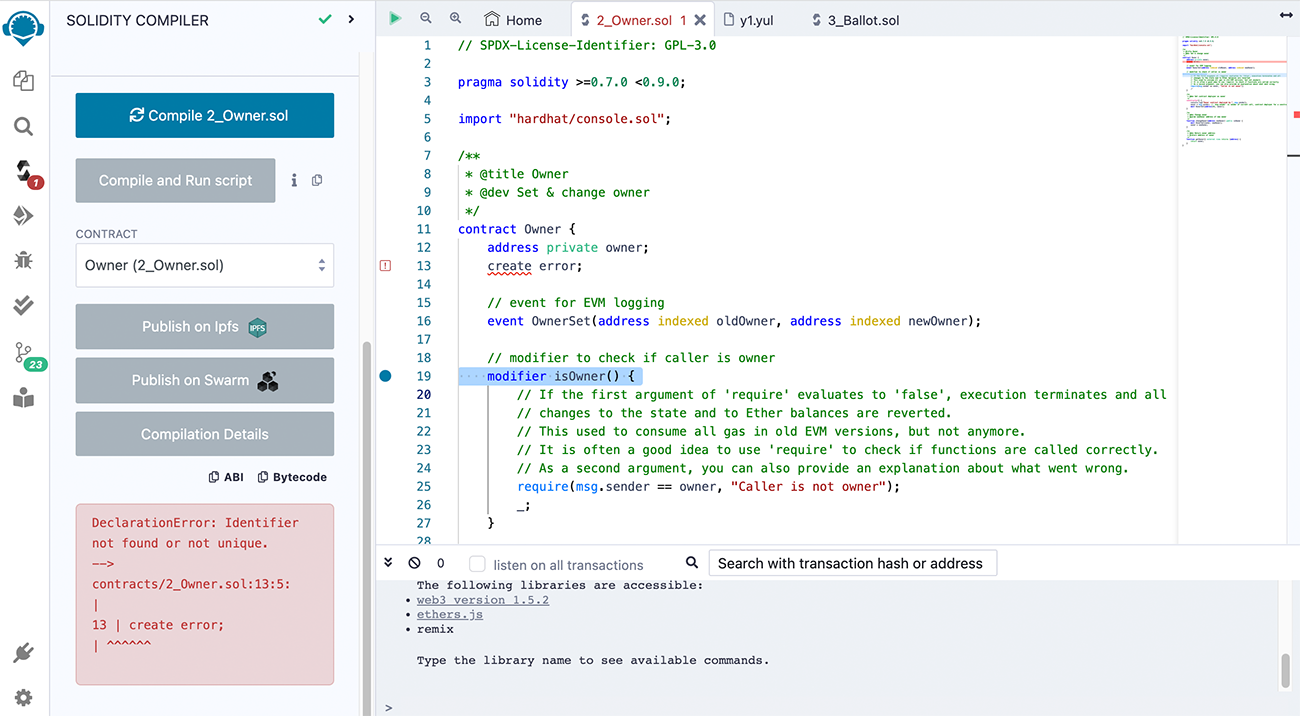 SOLIDITY COMPILER
Compile 2_Owner.sol
Compile and Run script
CONTRACT
Owner (2_Owner.sol)
Publish on Ipfs
IPFS
Publish on Swarm
Compilation Details
ABI
Bytecode
DeclarationError: Identifier
not found or not unique.
-->
contracts/2_Owner.sol:13:5:
|
13 | create error;
| ^^^^^^
1
23
Home
2_Owner.sol 1
y1.yul
3_Ballot.sol
1 // SPDX-License-Identifier: GPL-3.0
2
3 pragma solidity >=0.7.0 <0.9.0;
4
5 import "hardhat/console.sol";
6
7 /**
8 * @title Owner
9 * @dev Set & change owner
10 */
11 contract Owner {
12 address private owner;
13 create error;
14
15 // event for EVM logging
16 event OwnerSet(address indexed oldOwner, address indexed newOwner);
17
18 // modifier to check if caller is owner
19 modifier isOwner() {
20 // If the first argument of 'require' evaluates to 'false', execution terminates and all
21 // changes to the state and to Ether balances are reverted.
22 // This used to consume all gas in old EVM versions, but not anymore.
23 // It is often a good idea to use 'require' to check if functions are called correctly.
24 // As a second argument, you can also provide an explanation about what went wrong.
25 require(msg.sender == owner, "Caller is not owner");
26 _;
27 }
28
0
listen on all transactions
Search with transaction hash or address
The following libraries are accessible:
• web3 version 1.5.2
• ethers.js
• remix
Type the library name to see available commands.
>